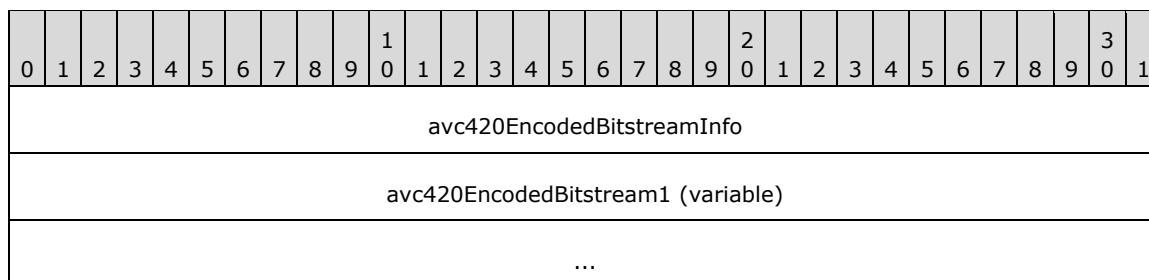 1 2 3
0 1 2 3 4 5 6 7 8 9 0 1 2 3 4 5 6 7 8 9 0 1 2 3 4 5 6 7 8 9 0 1
avc420EncodedBitstreamInfo
avc420EncodedBitstream1 (variable)
...